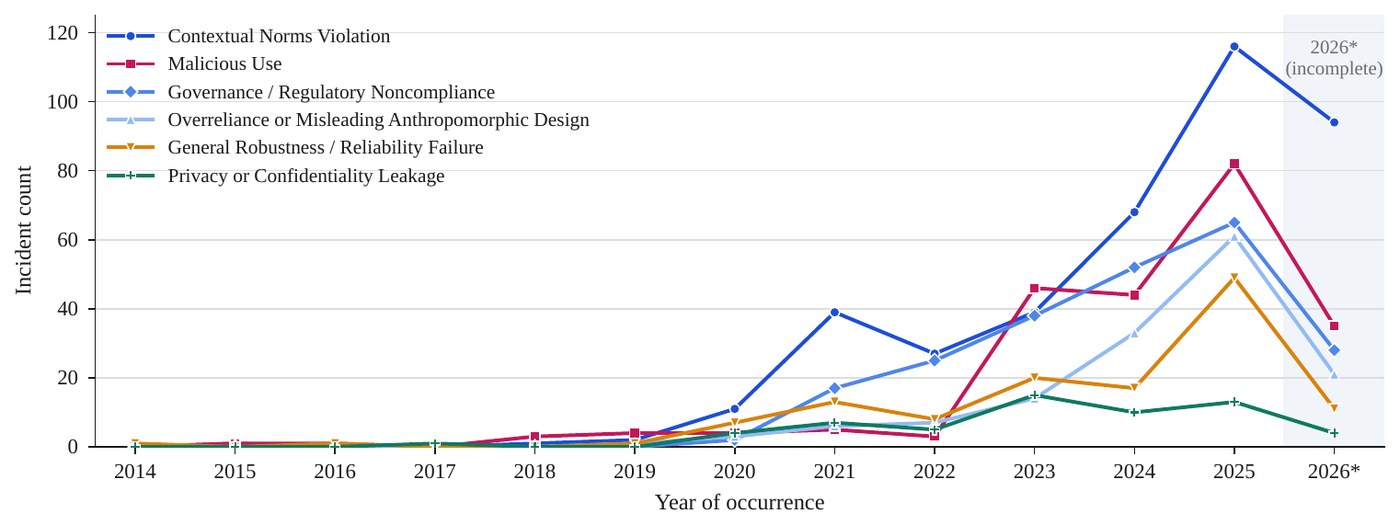 120
100
80
60
40
20
0
Incident count
Contextual Norms Violation
Malicious Use
Governance / Regulatory Noncompliance
Overreliance or Misleading Anthropomorphic Design
General Robustness / Reliability Failure
Privacy or Confidentiality Leakage
2026*
(incomplete)
2014 2015 2016 2017 2018 2019 2020 2021 2022 2023 2024 2025 2026*
Year of occurrence